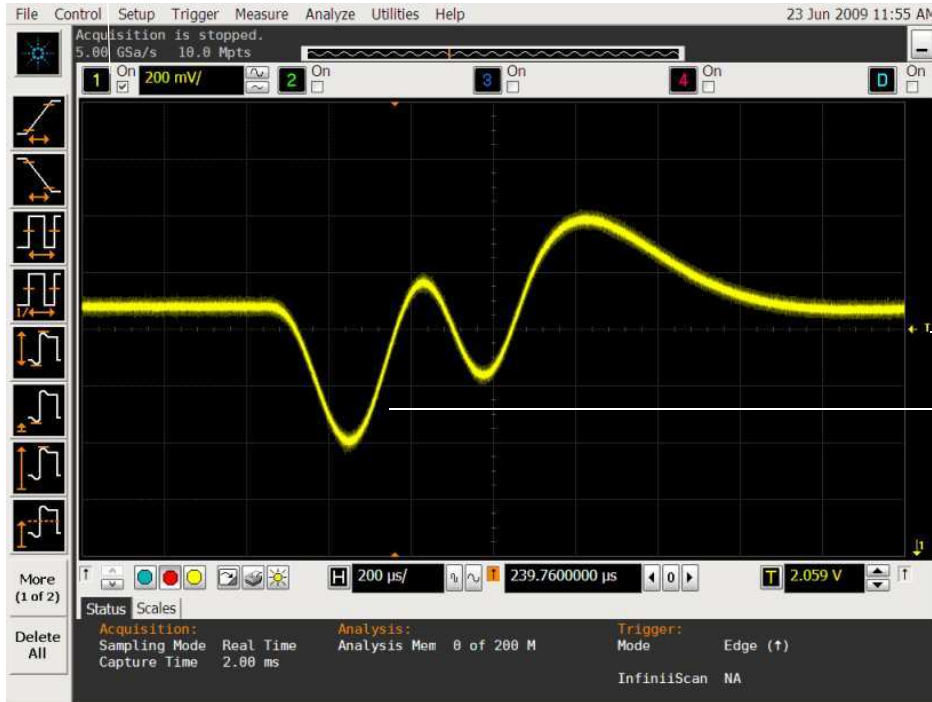 File Control Setup Trigger Measure Analyze Utilities Help 23 Jun 2009 11:55 AM
Acquisition is stopped.
5.00 GSa/s 10.0 Mpts
1 On 200 mV/ 2 On 3 On 4 On D On
T
1
1/
More
(1 of 2)
Delete
All
H 200 µs/ 239.7600000 µs 0 T 2.059 V
Status Scales
Acquisition: Analysis: Trigger:
Sampling Mode Real Time Analysis Mem 0 of 200 M Mode Edge (↑)
Capture Time 2.00 ms
InfiniiScan NA